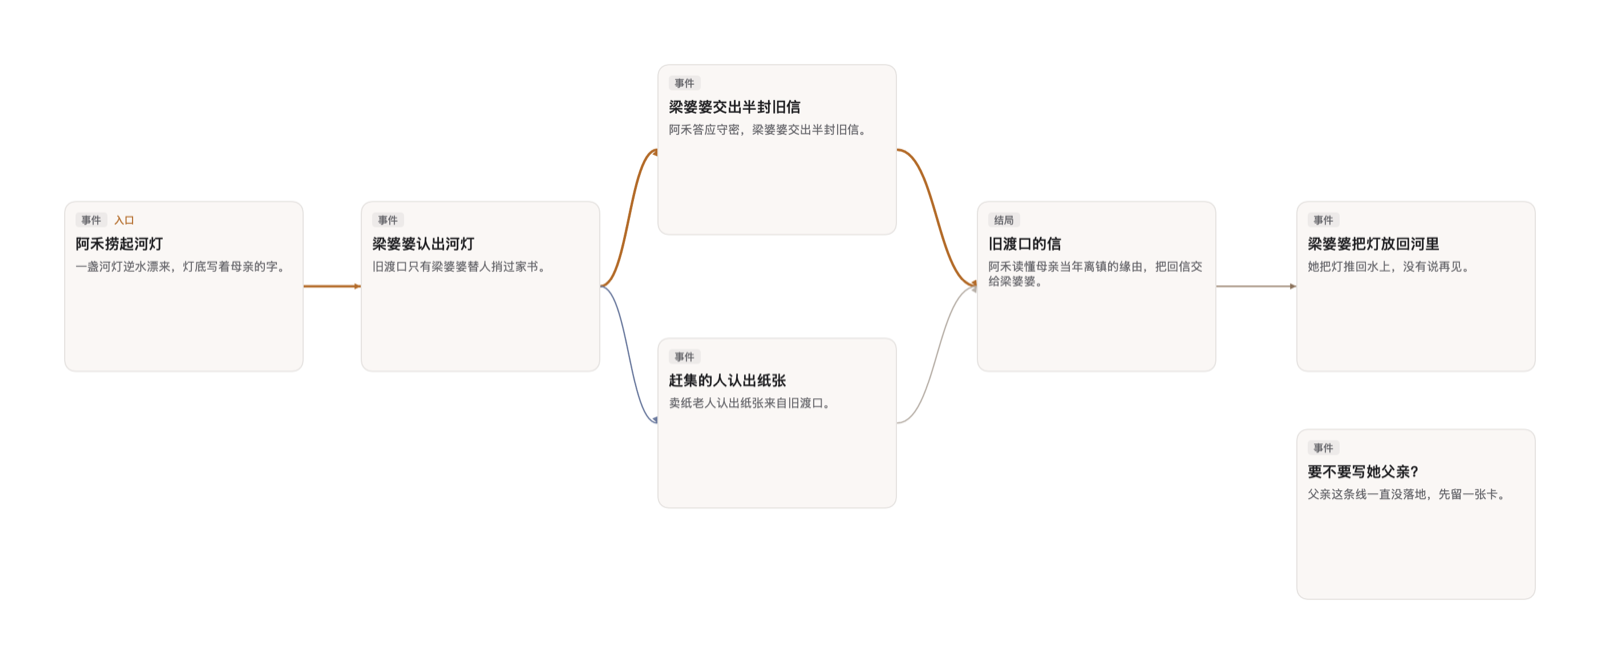 事件 入口
阿禾捞起河灯
一盏河灯逆水漂来，灯底写着母亲的字。
事件
梁婆婆认出河灯
旧渡口只有梁婆婆替人捎过家书。
事件
梁婆婆交出半封旧信
阿禾答应守密，梁婆婆交出半封旧信。
事件
赶集的人认出纸张
卖纸老人认出纸张来自旧渡口。
结局
旧渡口的信
阿禾读懂母亲当年离镇的缘由，把回信交
给梁婆婆。
事件
梁婆婆把灯放回河里
她把灯推回水上，没有说再见。
事件
要不要写她父亲？
父亲这条线一直没落地，先留一张卡。